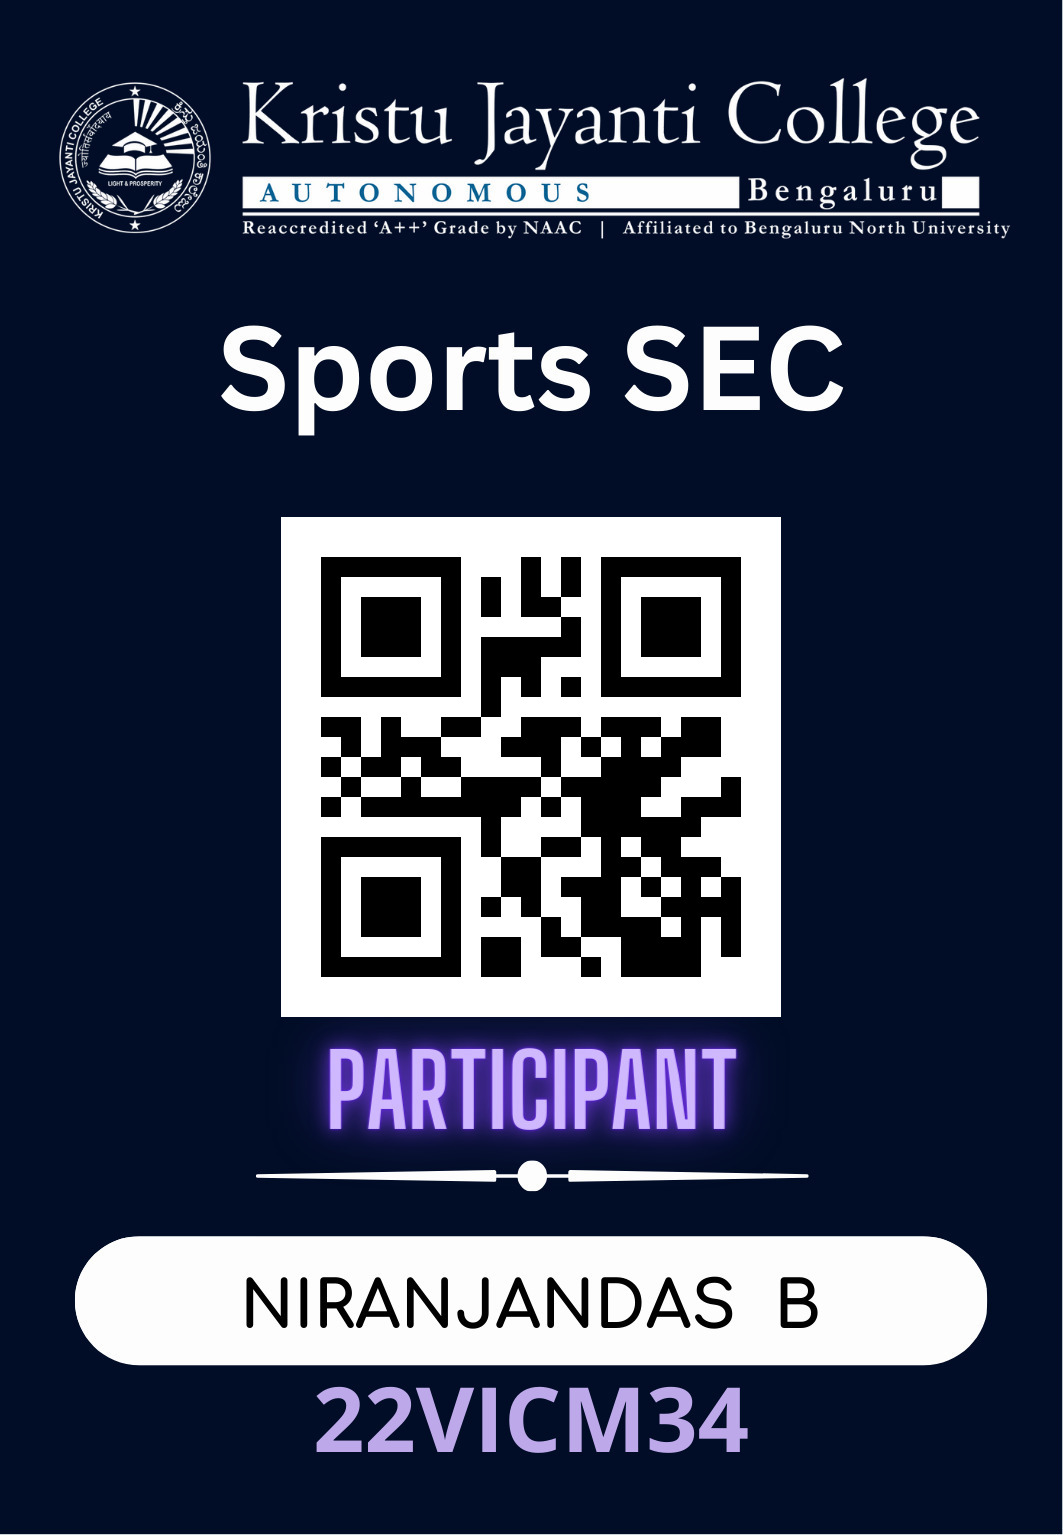 Kristu Jayanti College
AUTONOMOUS Bengaluru
Reaccredited ‘A++’ Grade by NAAC | Affiliated to Bengaluru North University
KRISTU JAYANTI COLLEGE
LIGHT & PROSPERITY
Sports SEC
PARTICIPANT
NIRANJANDAS B
22VICM34